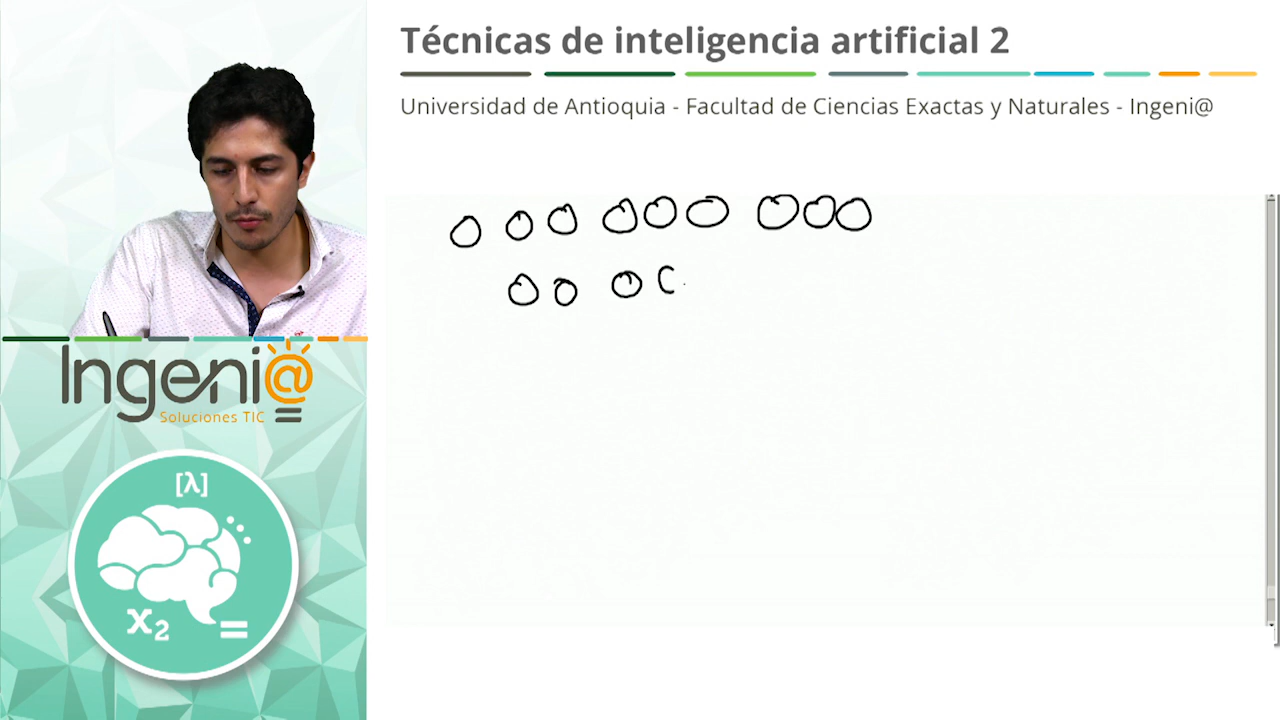 Técnicas de inteligencia artificial 2
Universidad de Antioquia - Facultad de Ciencias Exactas y Naturales - Ingeni@
Ingeni@
Soluciones TIC
[λ]
x₂ =